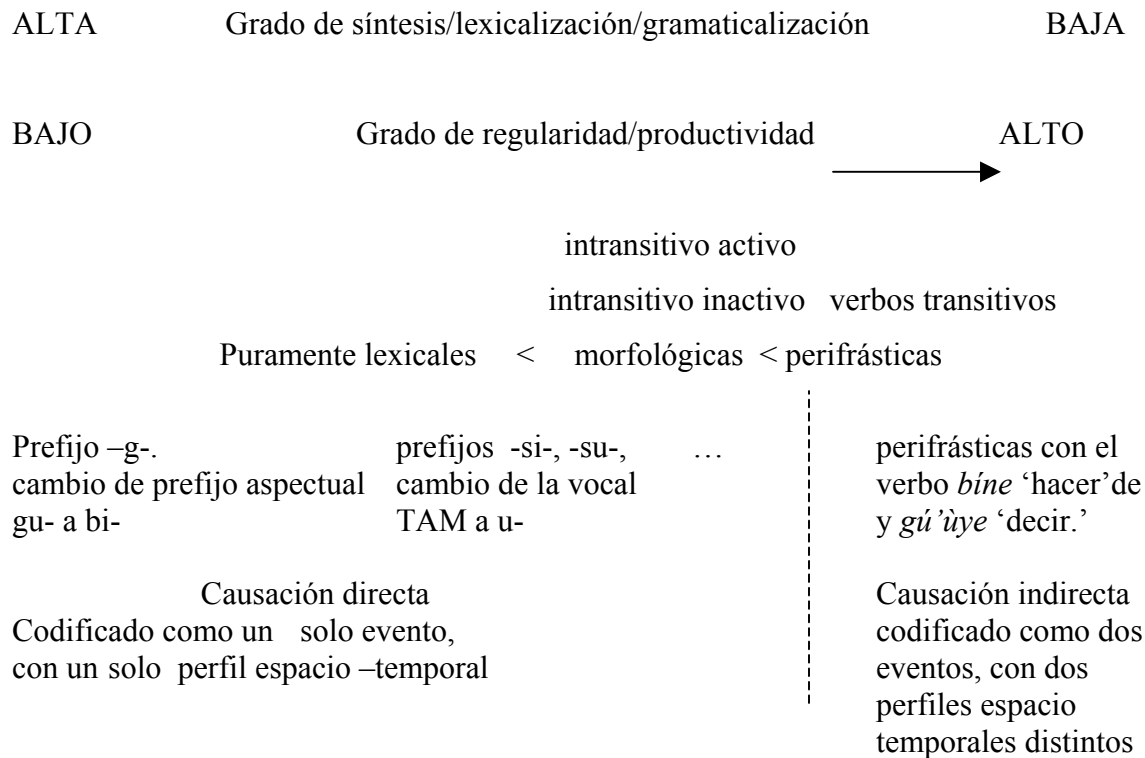 ALTA Grado de síntesis/lexicalización/gramaticalización BAJA
BAJO Grado de regularidad/productividad ALTO
intransitivo activo
intransitivo inactivo verbos transitivos
Puramente lexicales < morfológicas < perifrásticas
Prefijo –g-. prefijos -si-, -su-, … perifrásticas con el
cambio de prefijo aspectual cambio de la vocal verbo bíne ‘hacer’de
gu- a bi- TAM a u- y gú’ùye ‘decir.’
Causación directa Causación indirecta
Codificado como un solo evento, codificado como dos
con un solo perfil espacio –temporal eventos, con dos
perfiles espacio
temporales distintos